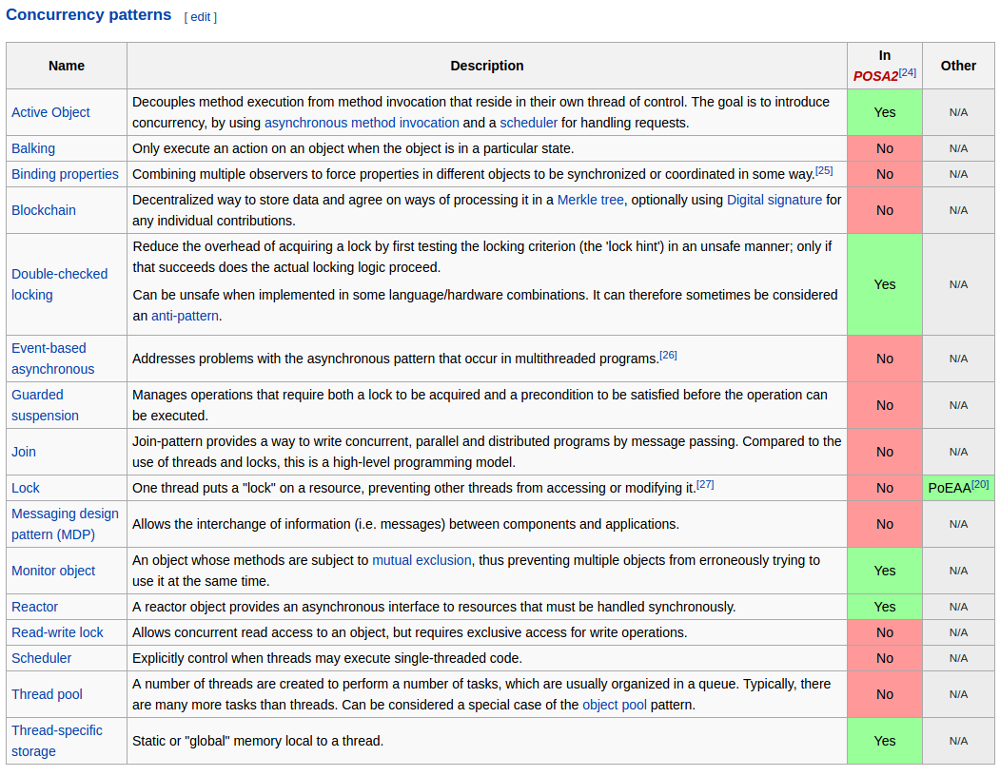 Concurrency patterns [ edit ]
Name Description In Other
POSA2[24]
Active Object
Decouples method execution from method invocation that reside in their own thread of control. The goal is to introduce
concurrency, by using asynchronous method invocation and a scheduler for handling requests.
Yes N/A
Balking Only execute an action on an object when the object is in a particular state. No N/A
Binding properties Combining multiple observers to force properties in different objects to be synchronized or coordinated in some way.[25] No N/A
Blockchain
Decentralized way to store data and agree on ways of processing it in a Merkle tree, optionally using Digital signature for
any individual contributions.
No N/A
Double-checked
locking
Reduce the overhead of acquiring a lock by first testing the locking criterion (the 'lock hint') in an unsafe manner; only if
that succeeds does the actual locking logic proceed.
Can be unsafe when implemented in some language/hardware combinations. It can therefore sometimes be considered
an anti-pattern.
Yes N/A
Event-based
asynchronous
Addresses problems with the asynchronous pattern that occur in multithreaded programs.[26] No N/A
Guarded
suspension
Manages operations that require both a lock to be acquired and a precondition to be satisfied before the operation can
be executed.
No N/A
Join
Join-pattern provides a way to write concurrent, parallel and distributed programs by message passing. Compared to the
use of threads and locks, this is a high-level programming model.
No N/A
Lock One thread puts a "lock" on a resource, preventing other threads from accessing or modifying it.[27] No PoEAA[20]
Messaging design
pattern (MDP)
Allows the interchange of information (i.e. messages) between components and applications. No N/A
Monitor object
An object whose methods are subject to mutual exclusion, thus preventing multiple objects from erroneously trying to
use it at the same time.
Yes N/A
Reactor A reactor object provides an asynchronous interface to resources that must be handled synchronously. Yes N/A
Read-write lock Allows concurrent read access to an object, but requires exclusive access for write operations. No N/A
Scheduler Explicitly control when threads may execute single-threaded code. No N/A
Thread pool
A number of threads are created to perform a number of tasks, which are usually organized in a queue. Typically, there
are many more tasks than threads. Can be considered a special case of the object pool pattern.
No N/A
Thread-specific
storage
Static or "global" memory local to a thread. Yes N/A